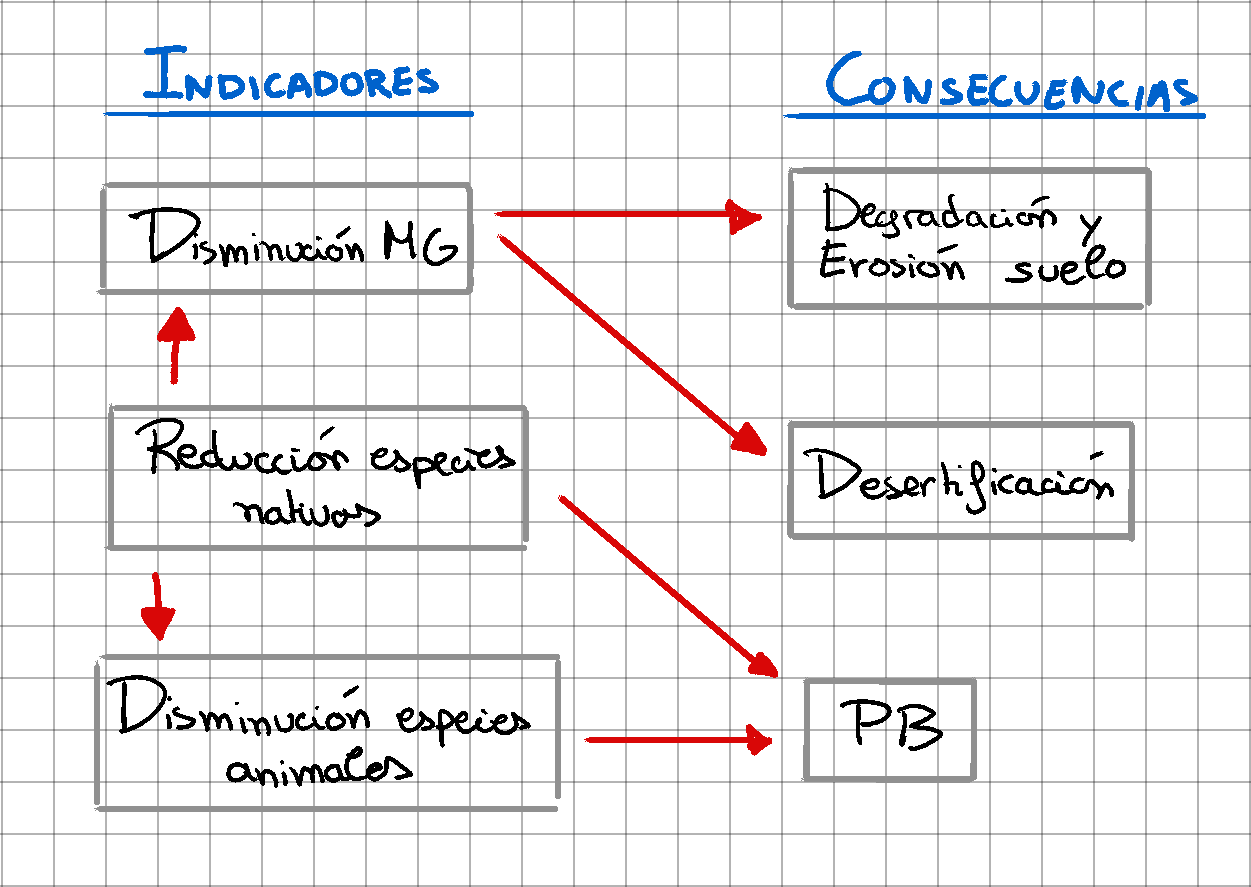 INDICADORES
CONSECUENCIAS
Disminución MG
Degradación y
Erosión suelo
Reducción especies
nativas
Desertificación
Disminución especies
animales
PB